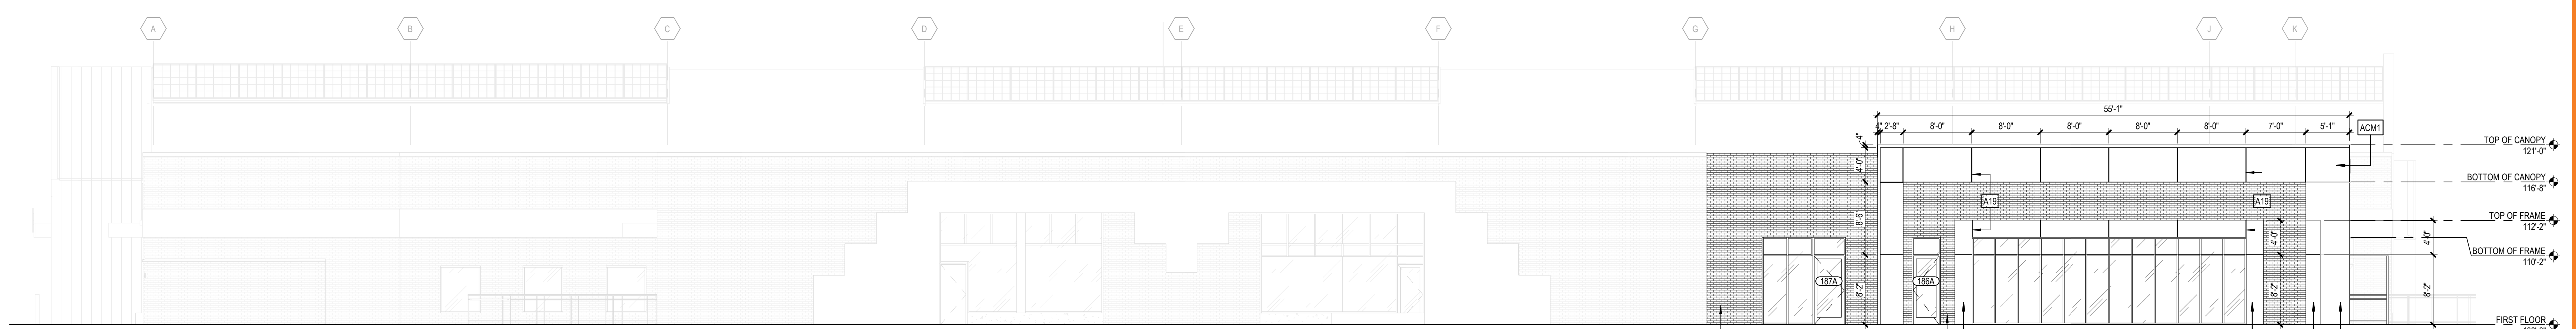 A
B
C
D
E
F
G
H
J
K
55'-1"
4" 2'-8" 8'-0" 8'-0" 8'-0" 8'-0" 8'-0" 7'-0" 5'-1"
ACM1
4"
4'-0"
8'-6"
8'-2"
TOP OF CANOPY
121'-0"
BOTTOM OF CANOPY
116'-8"
A19
A19
TOP OF FRAME
112'-2"
4'-0"
4'-0"
BOTTOM OF FRAME
110'-2"
187A
186A
8'-2"
8'-2"
FIRST FLOOR